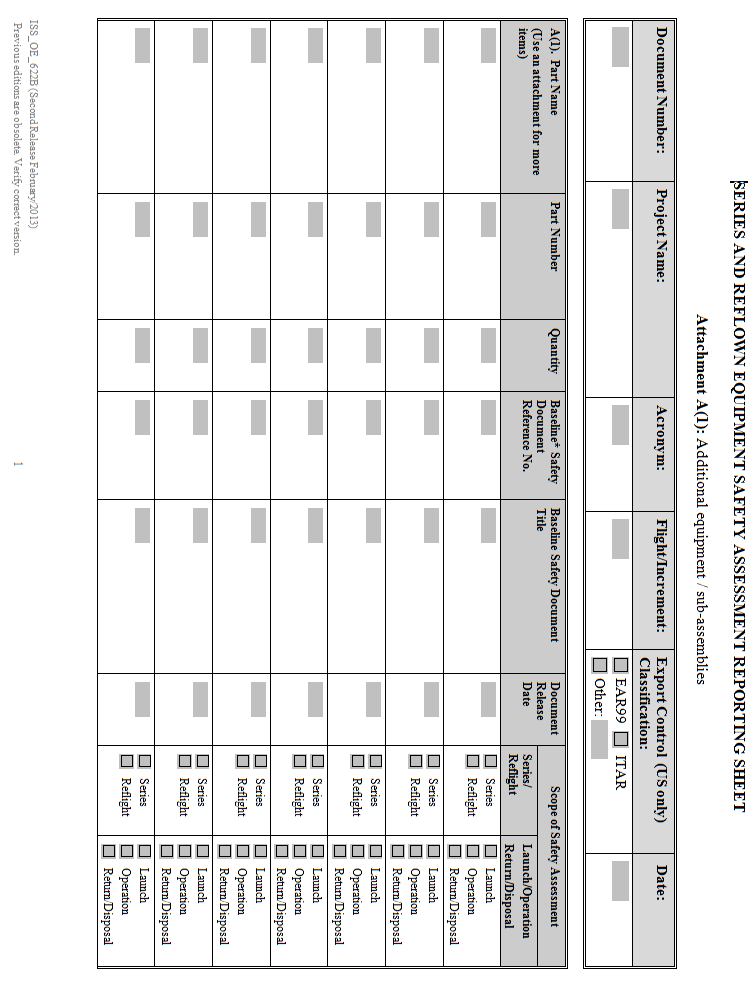 SERIES AND REFLOWN EQUIPMENT SAFETY ASSESSMENT REPORTING SHEET
Attachment A(1): Additional equipment / sub-assemblies
Document Number:
Project Name:
Acronym:
Flight/Increment:
Export Control (US only)
Classification:
Date:
EAR99 ITAR
Other:
A(1). Part Name
(Use an attachment for more
items)
Part Number
Quantity
Baseline* Safety
Document
Reference No.
Baseline Safety Document
Title
Document
Release
Date
Scope of Safety Assessment
Series/
Reflight
Launch/Operation
Return/Disposal
Series
Reflight
Launch
Operation
Return/Disposal
Series
Reflight
Launch
Operation
Return/Disposal
Series
Reflight
Launch
Operation
Return/Disposal
Series
Reflight
Launch
Operation
Return/Disposal
Series
Reflight
Launch
Operation
Return/Disposal
Series
Reflight
Launch
Operation
Return/Disposal
Series
Reflight
Launch
Operation
Return/Disposal
ISS_OE_622B (Second Release February/2013)
Previous editions are obsolete. Verify correct version.
1